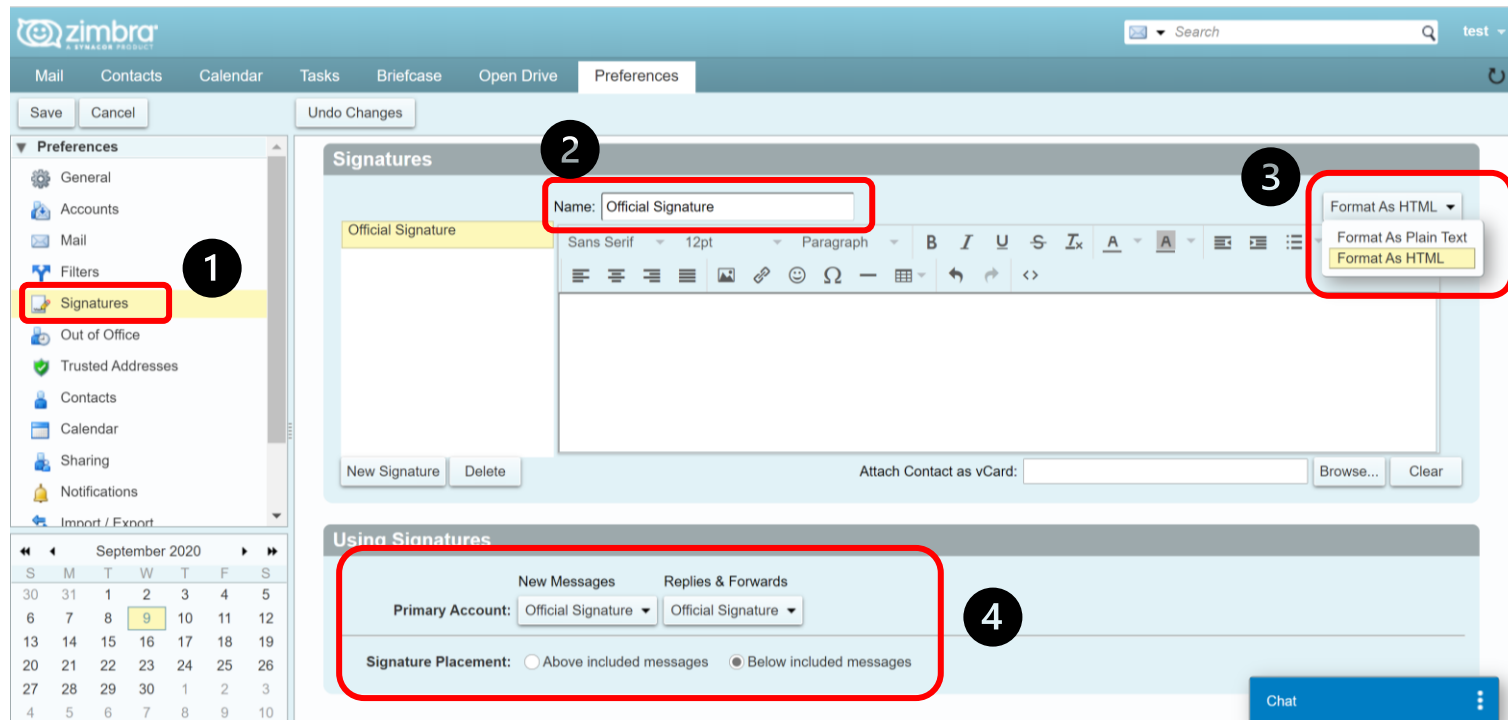 zimbra
A SYNACOR PRODUCT
Search
test
Mail Contacts Calendar Tasks Briefcase Open Drive Preferences
Save Cancel Undo Changes
Preferences
General
Accounts
Mail
Filters
Signatures
Out of Office
Trusted Addresses
Contacts
Calendar
Sharing
Notifications
Import / Export
1
Signatures
2
Name: Official Signature
3
Format As HTML
Format As Plain Text
Format As HTML
Official Signature
Sans Serif 12pt Paragraph B I U S Ix A A
Ω <>
New Signature Delete
Attach Contact as vCard: Browse... Clear
Using Signatures
New Messages Replies & Forwards
Primary Account: Official Signature Official Signature
4
Signature Placement: Above included messages Below included messages
September 2020
S M T W T F S
30 31 1 2 3 4 5
6 7 8 9 10 11 12
13 14 15 16 17 18 19
20 21 22 23 24 25 26
27 28 29 30 1 2 3
4 5 6 7 8 9 10
Chat